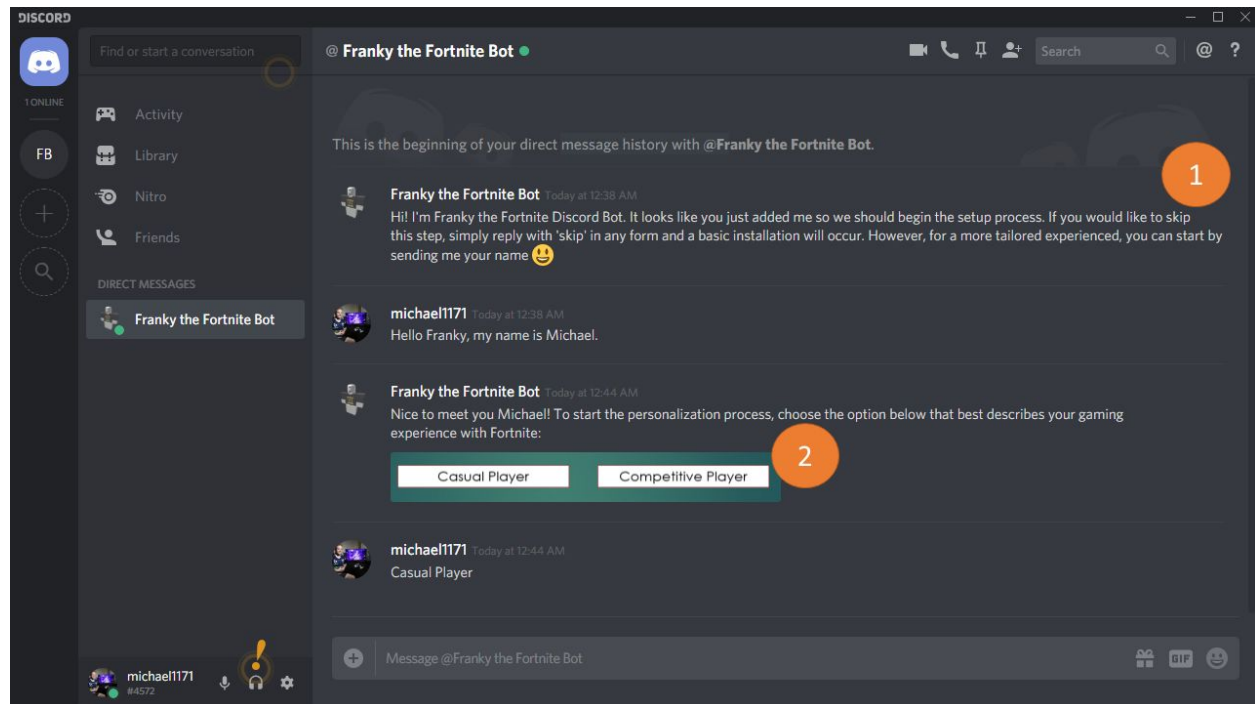 DISCORD
Find or start a conversation
@ Franky the Fortnite Bot
Search
@ ?
1 ONLINE
FB
Activity
Library
Nitro
Friends
DIRECT MESSAGES
Franky the Fortnite Bot
This is the beginning of your direct message history with @Franky the Fortnite Bot.
1
Franky the Fortnite Bot Today at 12:38 AM
Hi! I'm Franky the Fortnite Discord Bot. It looks like you just added me so we should begin the setup process. If you would like to skip
this step, simply reply with 'skip' in any form and a basic installation will occur. However, for a more tailored experienced, you can start by
sending me your name 😃
michael1171 Today at 12:38 AM
Hello Franky, my name is Michael.
Franky the Fortnite Bot Today at 12:44 AM
Nice to meet you Michael! To start the personalization process, choose the option below that best describes your gaming
experience with Fortnite:
2
Casual Player Competitive Player
michael1171 Today at 12:44 AM
Casual Player
Message @Franky the Fortnite Bot
GIF
michael1171
#4572